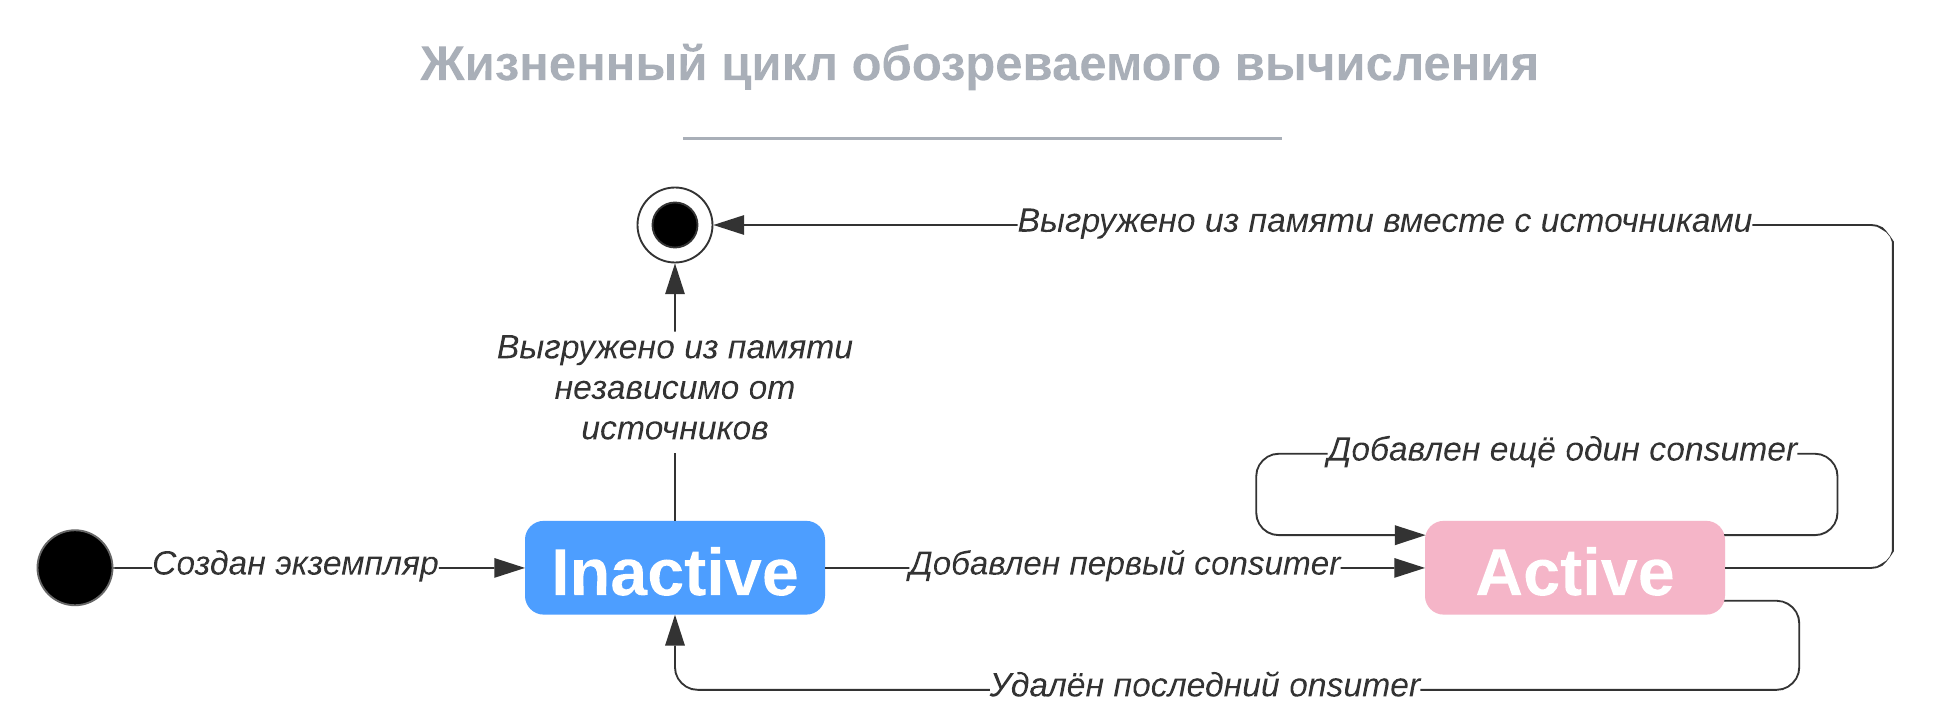 Жизненный цикл обозреваемого вычисления
Выгружено из памяти вместе с источниками
Выгружено из памяти
независимо от
источников
Добавлен ещё один consumer
Создан экземпляр
Inactive
Добавлен первый consumer
Active
Удалён последний onsumer